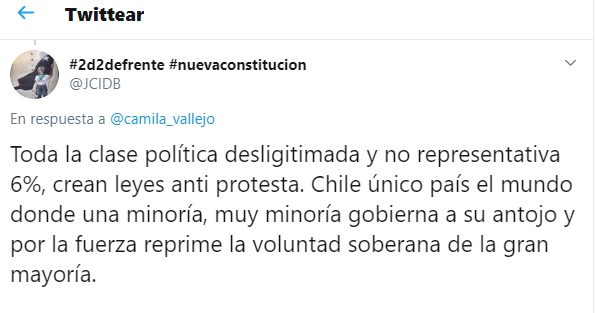 Twittear
#2d2defrente #nuevaconstitucion
@JCIDB
En respuesta a @camila_vallejo
Toda la clase política desligitimada y no representativa
6%, crean leyes anti protesta. Chile único país el mundo
donde una minoría, muy minoría gobierna a su antojo y
por la fuerza reprime la voluntad soberana de la gran
mayoría.